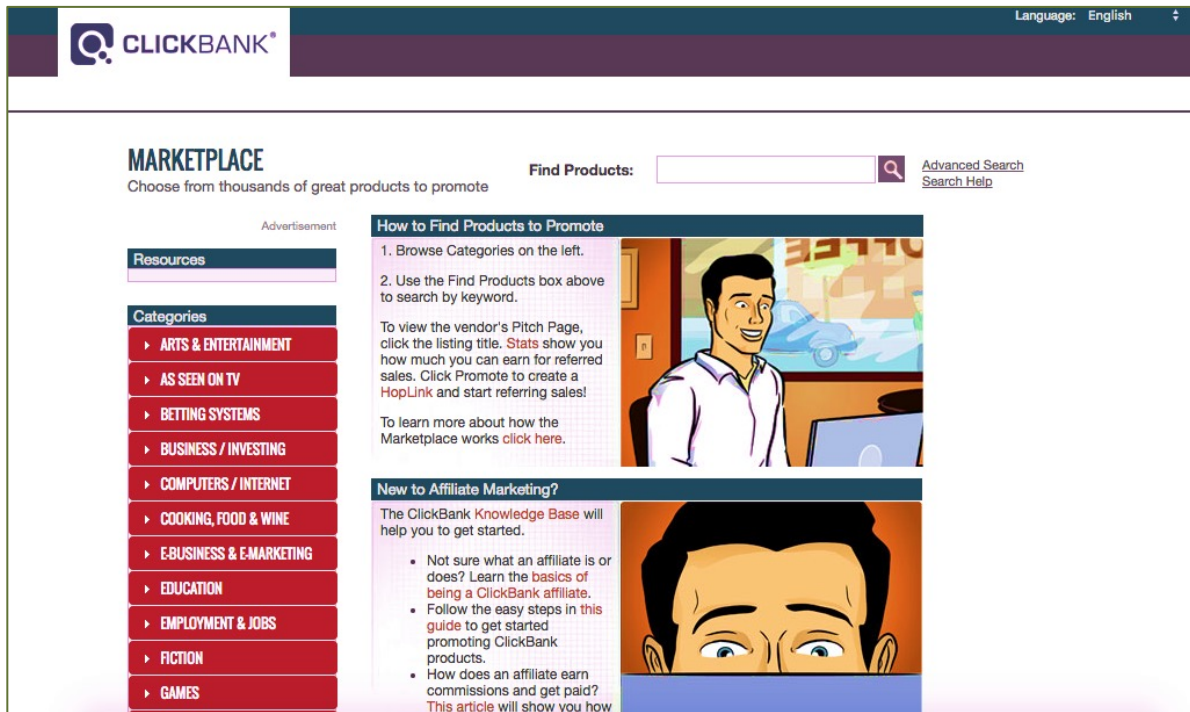 Language: English
CLICKBANK®
MARKETPLACE
Choose from thousands of great products to promote
Find Products:
Advanced Search
Search Help
Advertisement
Resources
Categories
ARTS & ENTERTAINMENT
AS SEEN ON TV
BETTING SYSTEMS
BUSINESS / INVESTING
COMPUTERS / INTERNET
COOKING, FOOD & WINE
E-BUSINESS & E-MARKETING
EDUCATION
EMPLOYMENT & JOBS
FICTION
GAMES
How to Find Products to Promote
1. Browse Categories on the left.
2. Use the Find Products box above
to search by keyword.
To view the vendor's Pitch Page,
click the listing title. Stats show you
how much you can earn for referred
sales. Click Promote to create a
HopLink and start referring sales!
To learn more about how the
Marketplace works click here.
COFFEE
New to Affiliate Marketing?
The ClickBank Knowledge Base will
help you to get started.
• Not sure what an affiliate is or
does? Learn the basics of
being a ClickBank affiliate.
• Follow the easy steps in this
guide to get started
promoting ClickBank
products.
• How does an affiliate earn
commissions and get paid?
This article will show you how